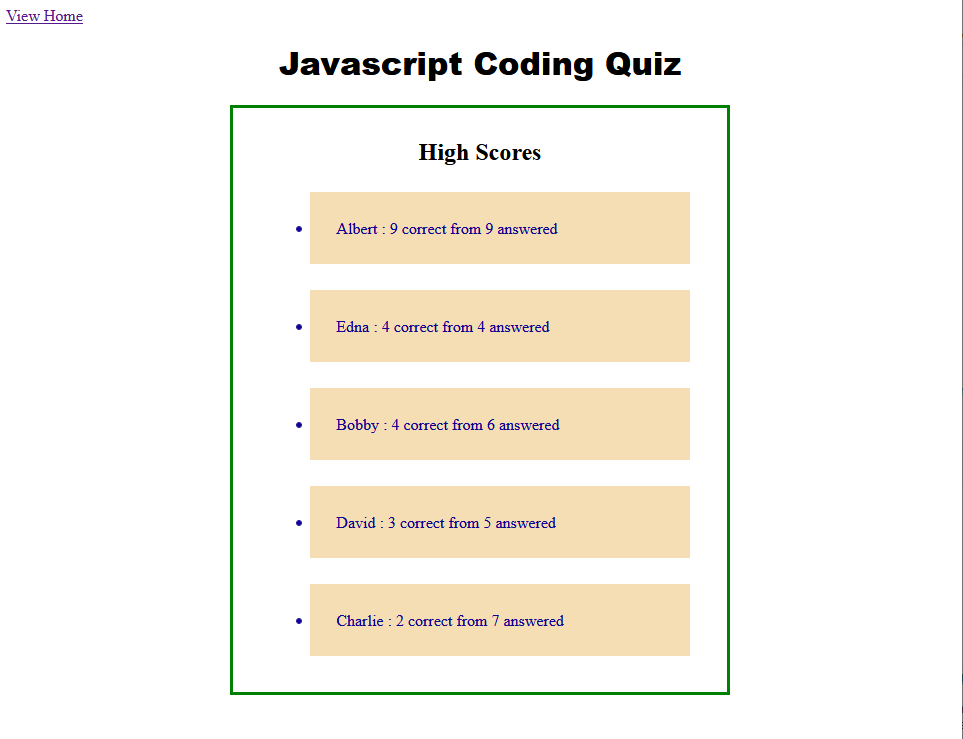 View Home
Javascript Coding Quiz
High Scores
Albert : 9 correct from 9 answered
Edna : 4 correct from 4 answered
Bobby : 4 correct from 6 answered
David : 3 correct from 5 answered
Charlie : 2 correct from 7 answered